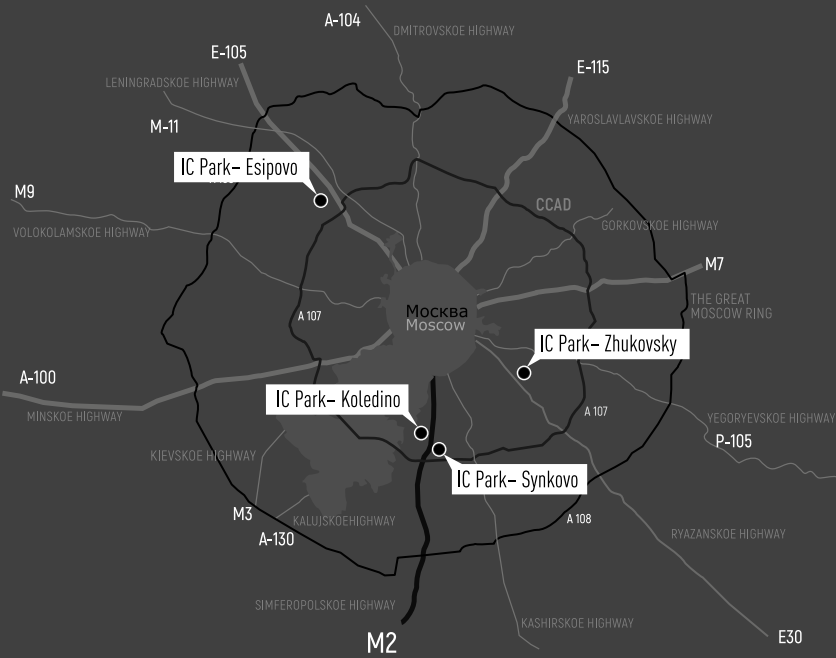 A-104
DMITROVSKOE HIGHWAY
E-105
E-115
LENINGRADSKOE HIGHWAY
M-11
YAROSLAVLAVSKOE HIGHWAY
IC Park– Esipovo
M9
CCAD
VOLOKOLAMSKOE HIGHWAY
GORKOVSKOE HIGHWAY
M7
THE GREAT
MOSCOW RING
A 107
Москва
Moscow
IC Park– Zhukovsky
A-100
MINSKOE HIGHWAY
IC Park– Koledino
A 107
YEGORYEVSKOE HIGHWAY
P-105
KIEVSKOE HIGHWAY
IC Park– Synkovo
M3
KALUJSKOEHIGHWAY
A 108
A-130
RYAZANSKOE HIGHWAY
SIMFEROPOLSKOE HIGHWAY
KASHIRSKOE HIGHWAY
M2
E30